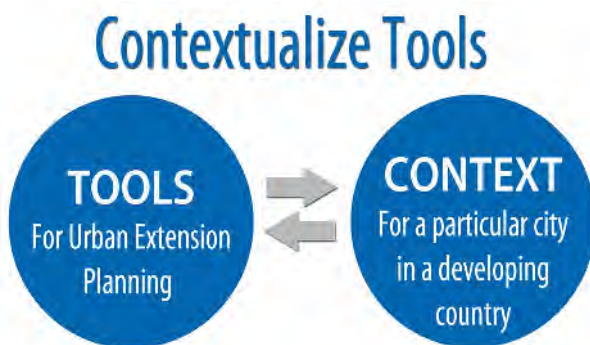 Contextualize Tools
TOOLS
For Urban Extension
Planning
CONTEXT
For a particular city
in a developing
country